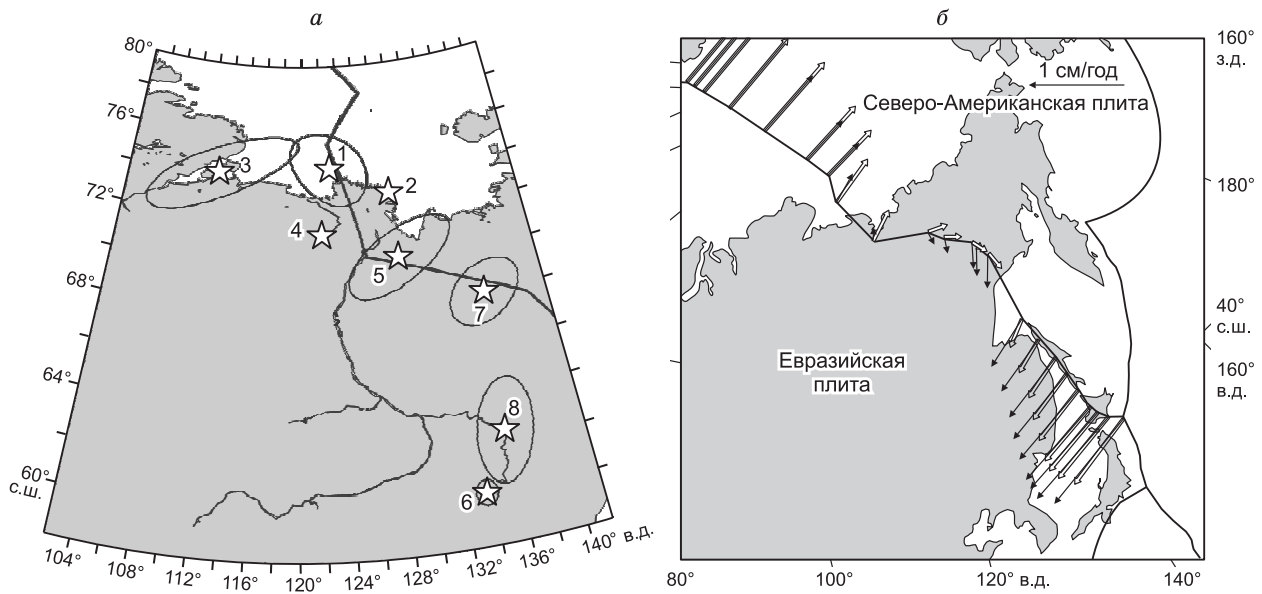 а
80°
76°
72°
68°
64°
60°
с.ш.
104°
108°
112°
116°
120°
124°
128°
132°
136°
140° в.д.
1
2
3
4
5
6
7
8
б
160°
з.д.
1 см/год
Северо-Американская плита
180°
40°
с.ш.
160°
в.д.
Евразийская
плита
80°
100°
120° в.д.
140°